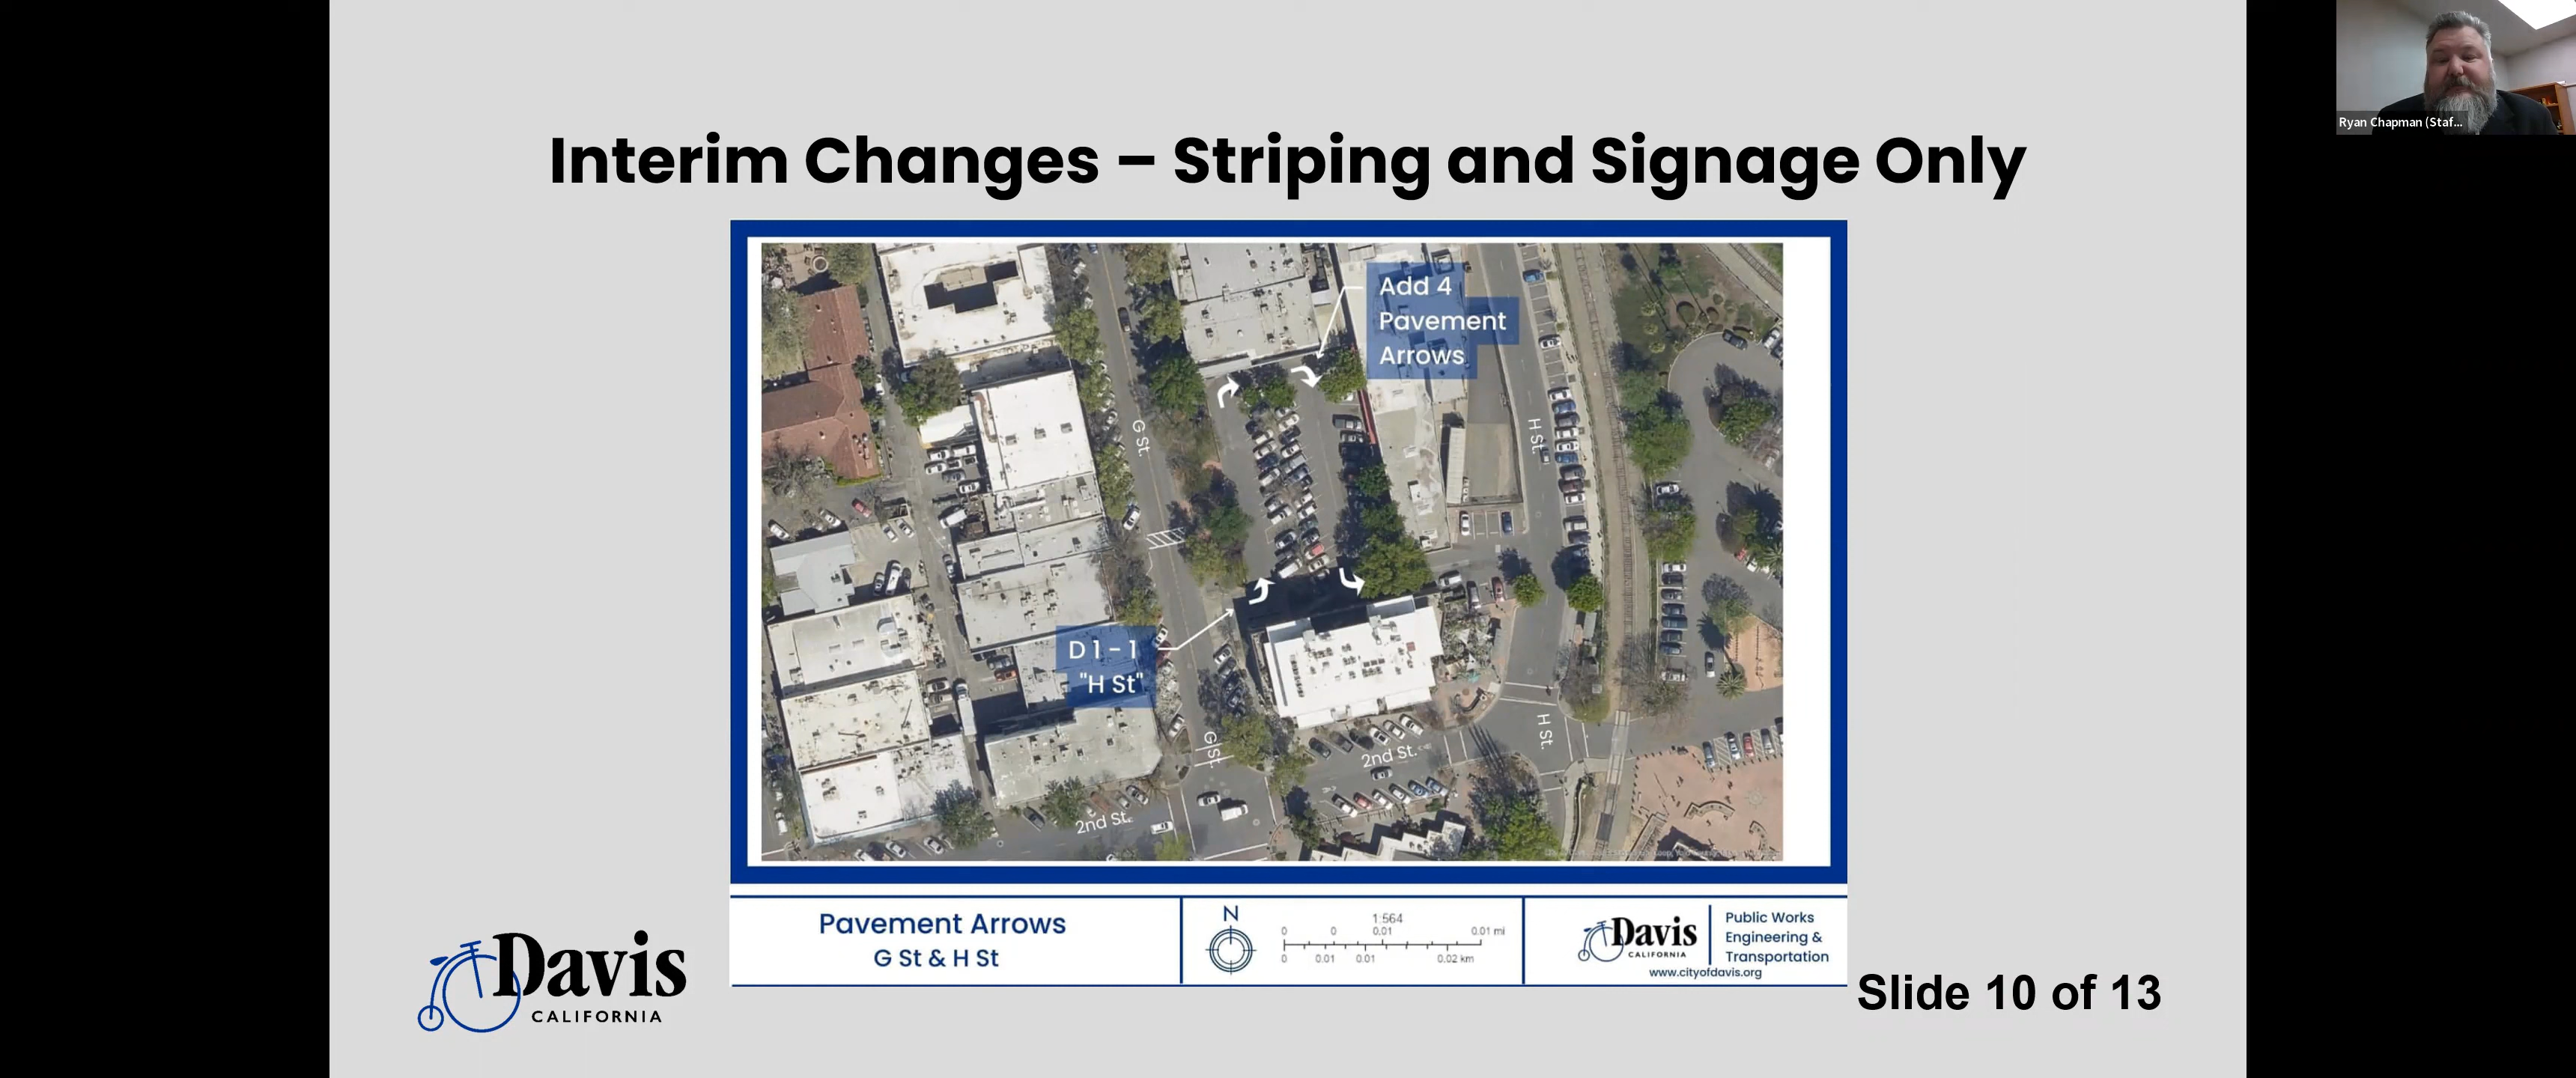 Ryan Chapman (Staf...
Interim Changes – Striping and Signage Only
Add 4
Pavement
Arrows
G St.
H St.
D1-1
"H St"
G St.
H St.
2nd St.
2nd St.
Pavement Arrows
G St & H St
N
1:564
0 0 0.01 0.01 mi
0 0.01 0.01 0.02 km
Davis
CALIFORNIA
Public Works
Engineering &
Transportation
www.cityofdavis.org
Davis
CALIFORNIA
Slide 10 of 13